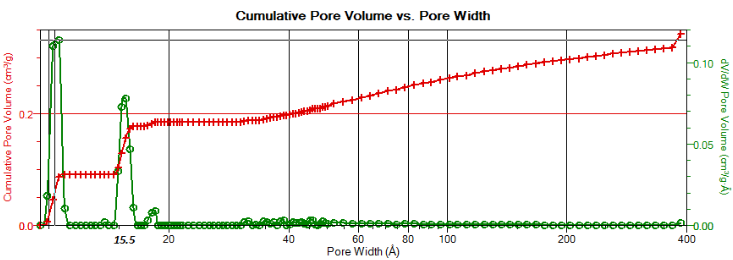 Cumulative Pore Volume vs. Pore Width
Cumulative Pore Volume (cm³/g)
0.2
0.0
15.5 20 40 60 80 100 200 400
Pore Width (Å)
0.10
0.05
0.00
dV/dW Pore Volume (cm³/g·Å)